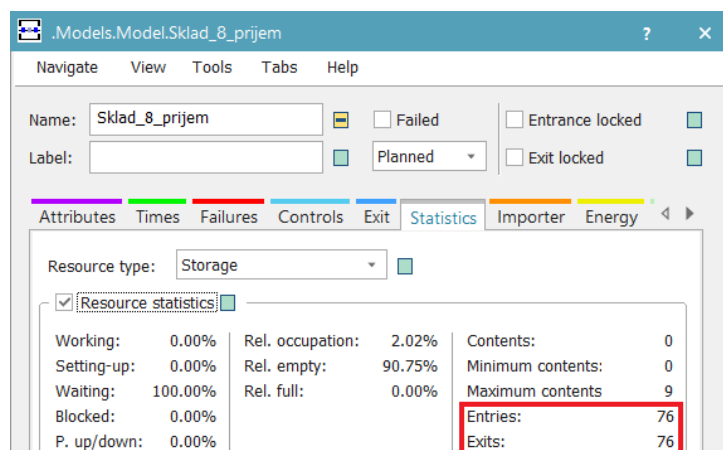 .Models.Model.Sklad_8_prijem ? ×
Navigate View Tools Tabs Help
Name: Sklad_8_prijem Failed Entrance locked
Label: Planned Exit locked
Attributes Times Failures Controls Exit Statistics Importer Energy
Resource type: Storage
Resource statistics
Working: 0.00% Rel. occupation: 2.02% Contents: 0
Setting-up: 0.00% Rel. empty: 90.75% Minimum contents: 0
Waiting: 100.00% Rel. full: 0.00% Maximum contents 9
Blocked: 0.00% Entries: 76
P. up/down: 0.00% Exits: 76